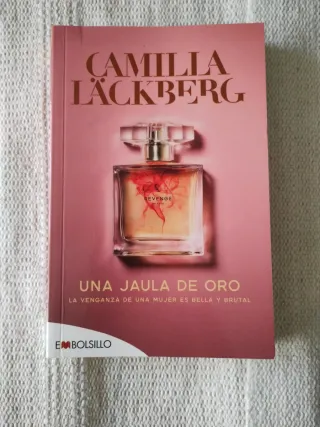 CAMILLA
LÄCKBERG
REVENGE
UNA JAULA DE ORO
LA VENGANZA DE UNA MUJER ES BELLA Y BRUTAL
EMBOLSILLO